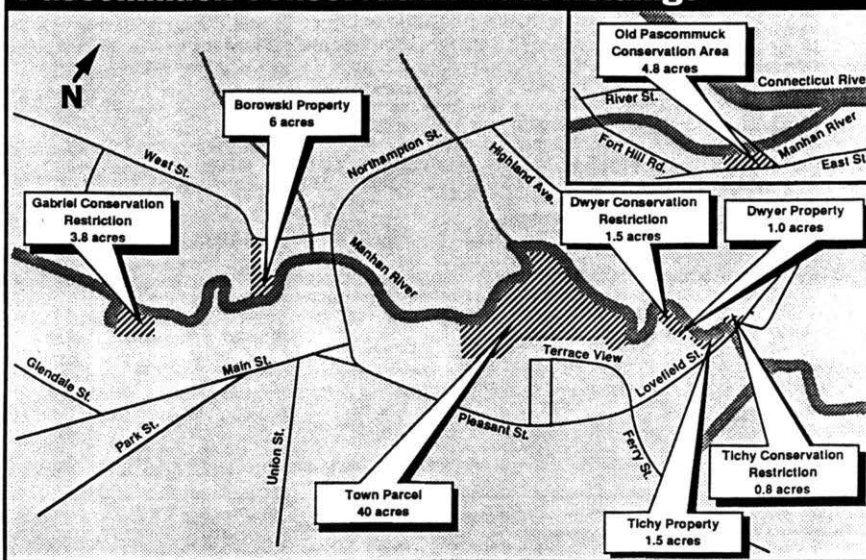 Old Pascommuck
Conservation Area
4.8 acres
Connecticut River
River St.
Manhan River
Fort Hill Rd.
East St.
N
Borowski Property
6 acres
Northampton St.
Highland Ave.
West St.
Gabriel Conservation
Restriction
3.8 acres
Dwyer Conservation
Restriction
1.5 acres
Dwyer Property
1.0 acres
Manhan River
Terrace View
Lovefield St.
Main St.
Glendale St.
Park St.
Union St.
Pleasant St.
Ferry St.
Town Parcel
40 acres
Tichy Conservation
Restriction
0.8 acres
Tichy Property
1.5 acres